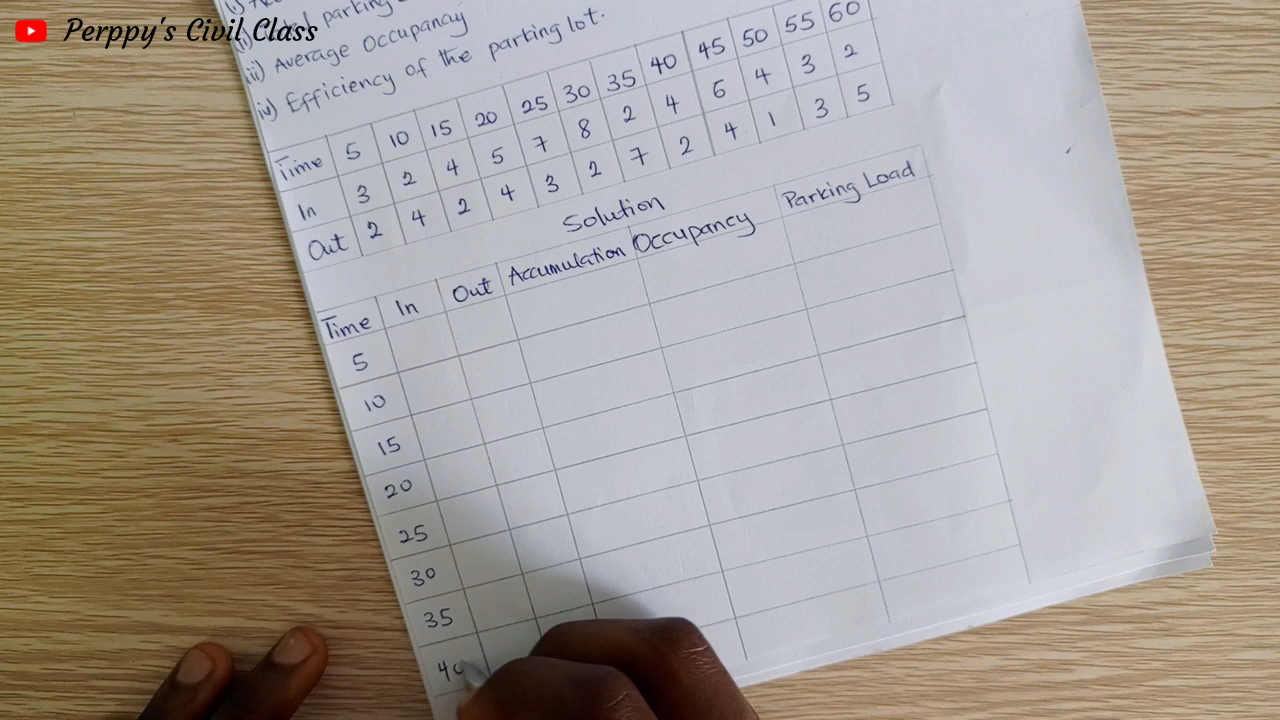 Perppy's Civil Class
parking
iii) Average Occupancy
iv) Efficiency of the parking lot.
Time 5 10 15 20 25 30 35 40 45 50 55 60
In 3 2 4 5 7 8 2 4 6 4 3 2
Out 2 4 2 4 3 2 7 2 4 1 3 5
Solution
Time In Out Accumulation Occupancy Parking Load
5
10
15
20
25
30
35
40